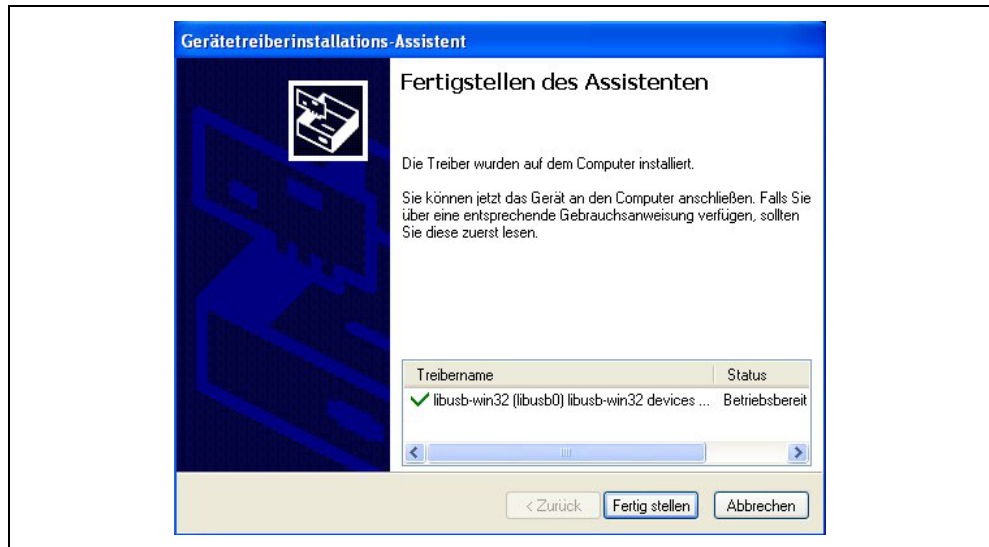 Gerätetreiberinstallations-Assistent
Fertigstellen des Assistenten
Die Treiber wurden auf dem Computer installiert.
Sie können jetzt das Gerät an den Computer anschließen. Falls Sie
über eine entsprechende Gebrauchsanweisung verfügen, sollten
Sie diese zuerst lesen.
Treibername Status
libusb-win32 (libusb0) libusb-win32 devices ... Betriebsbereit
< Zurück Fertig stellen Abbrechen